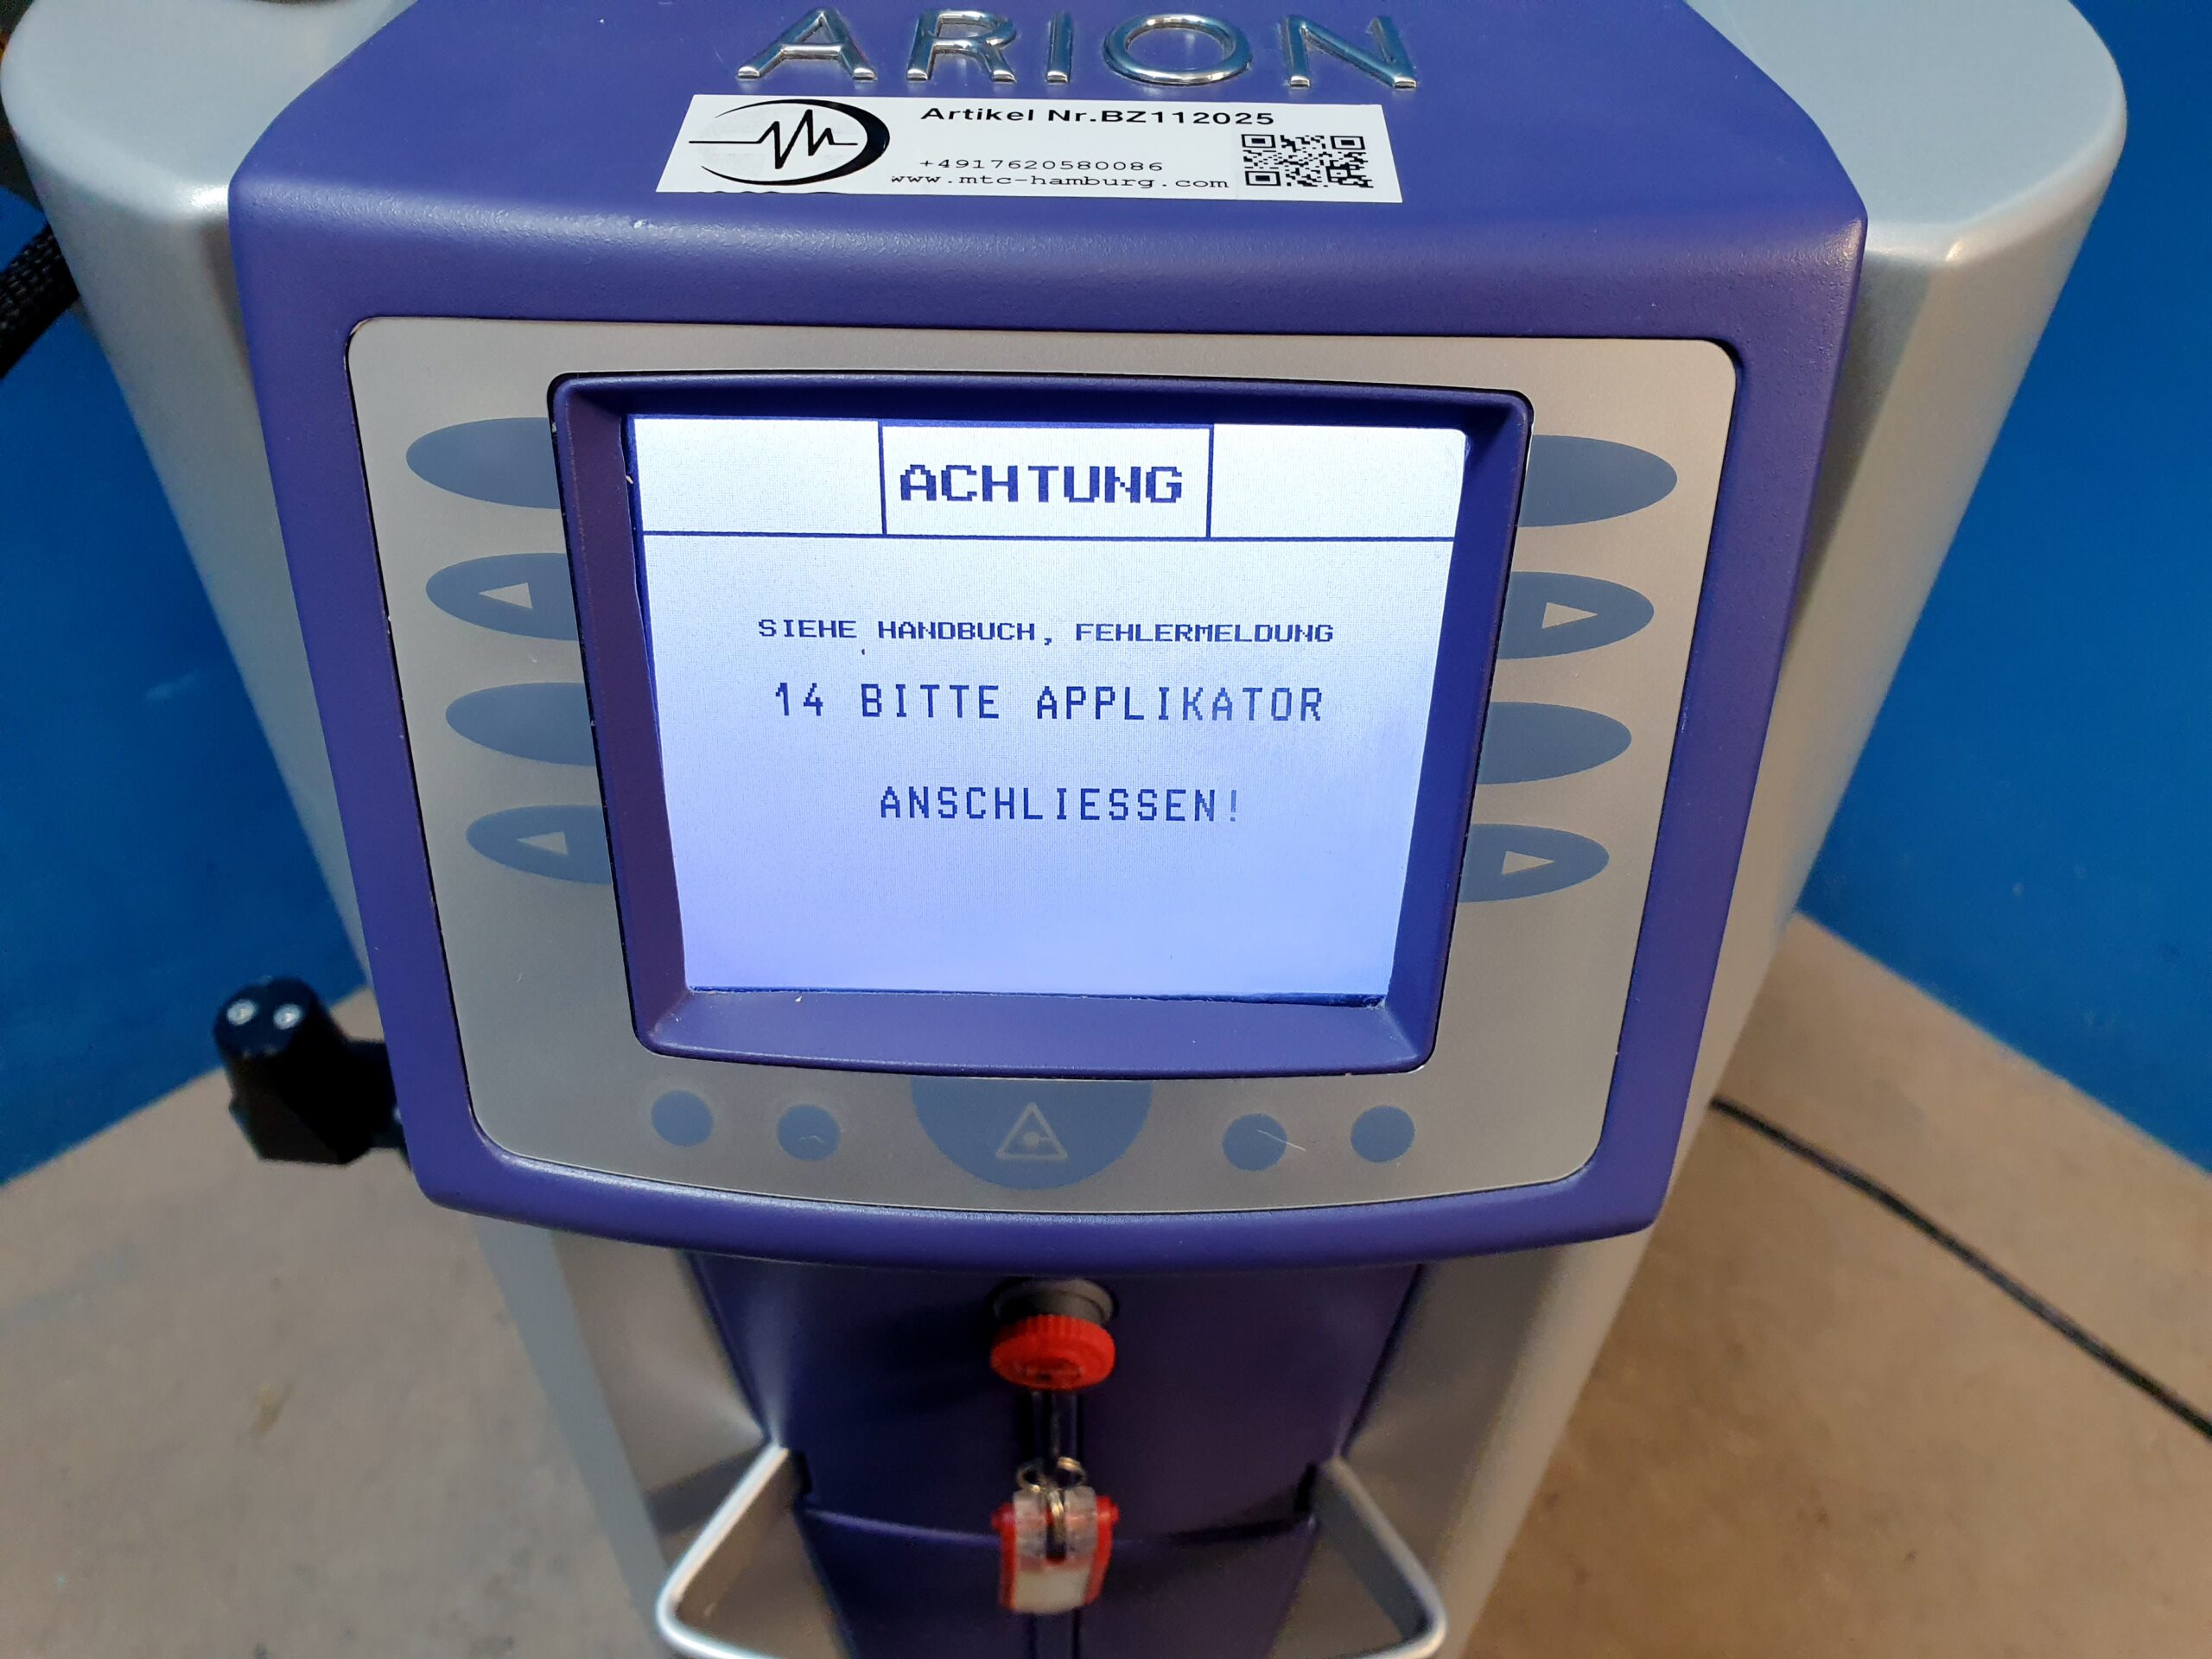 ARION
Artikel Nr.BZ112025
+4917620580086
www.mtc-hamburg.com
ACHTUNG
SIEHE HANDBUCH, FEHLERMELDUNG
14 BITTE APPLIKATOR
ANSCHLIESSEN!